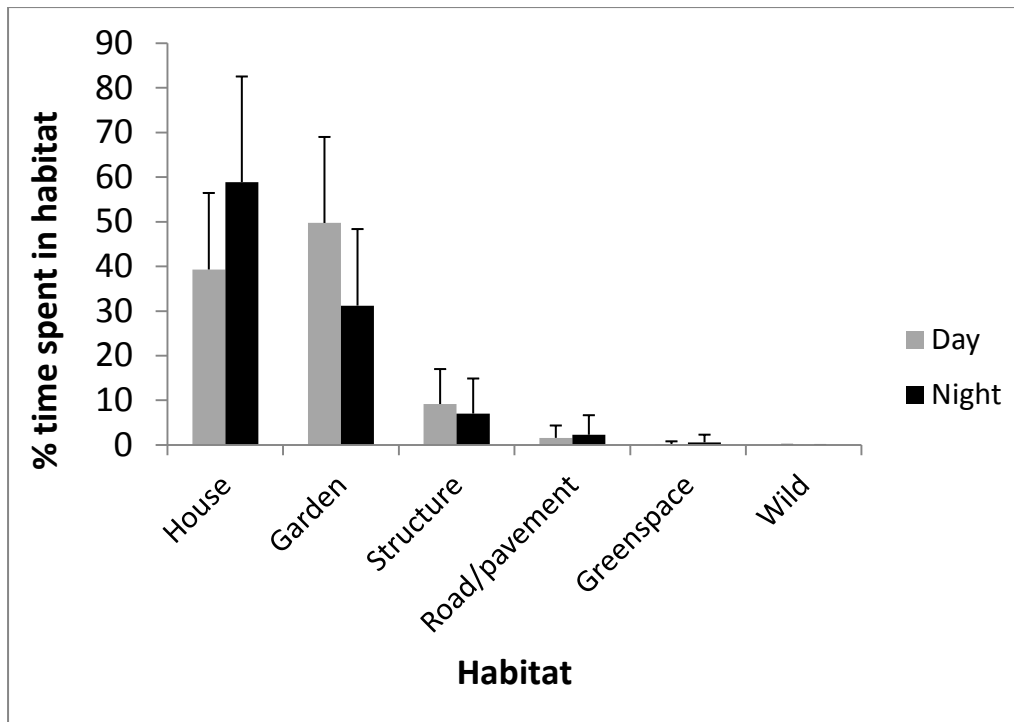 % time spent in habitat
90
80
70
60
50
40
30
20
10
0
House
Garden
Structure
Road/pavement
Greenspace
Wild
Habitat
Day
Night